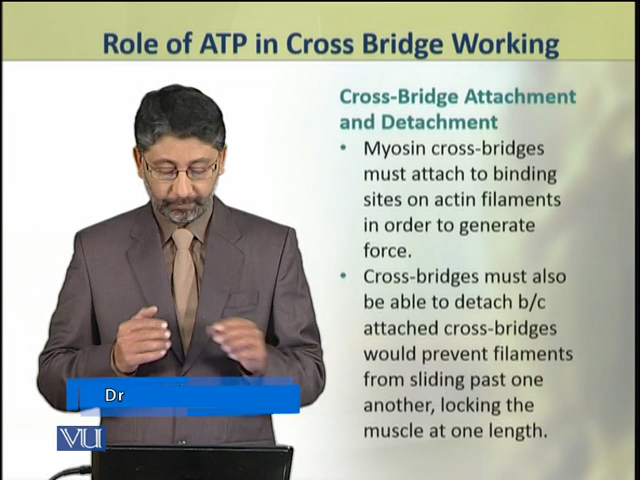 Role of ATP in Cross Bridge Working
Cross-Bridge Attachment
and Detachment
• Myosin cross-bridges
must attach to binding
sites on actin filaments
in order to generate
force.
• Cross-bridges must also
be able to detach b/c
attached cross-bridges
would prevent filaments
from sliding past one
another, locking the
muscle at one length.
Dr
VU